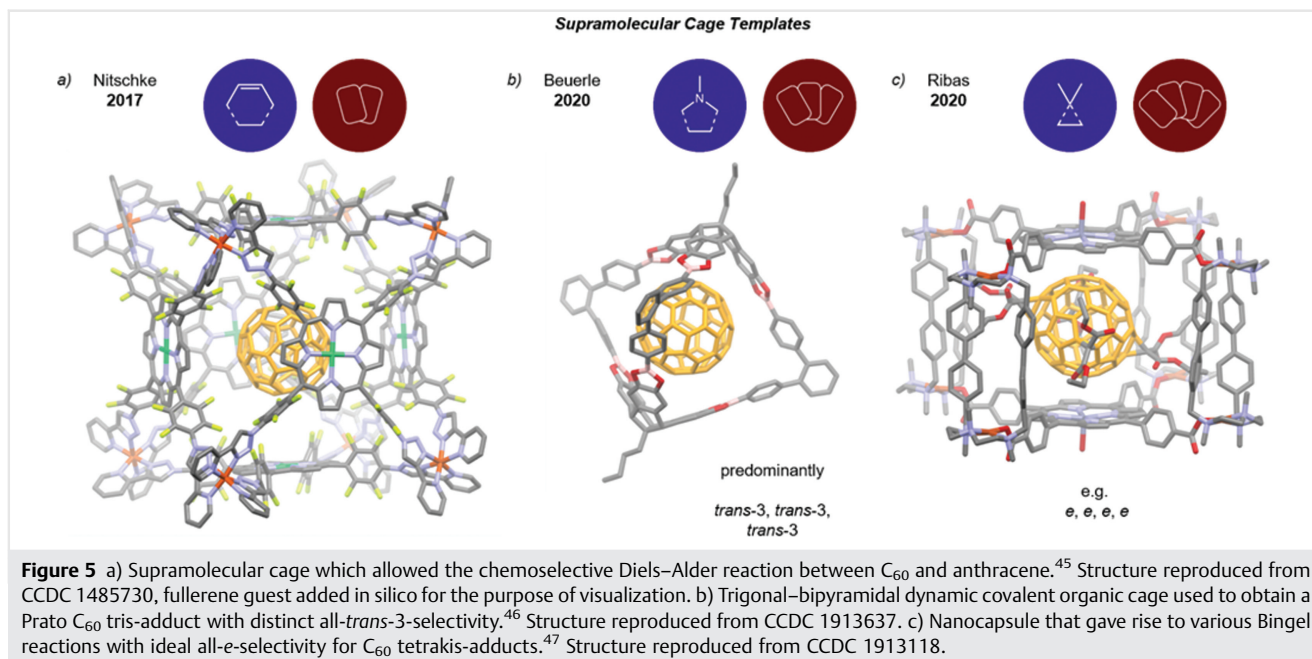 Supramolecular Cage Templates
a) Nitschke
2017
b) Beuerle
2020
N
c) Ribas
2020
predominantly
trans-3, trans-3,
trans-3
e.g.
e, e, e, e
Figure 5 a) Supramolecular cage which allowed the chemoselective Diels–Alder reaction between C₆₀ and anthracene.⁴⁵ Structure reproduced from
CCDC 1485730, fullerene guest added in silico for the purpose of visualization. b) Trigonal–bipyramidal dynamic covalent organic cage used to obtain a
Prato C₆₀ tris-adduct with distinct all-trans-3-selectivity.⁴⁶ Structure reproduced from CCDC 1913637. c) Nanocapsule that gave rise to various Bingel
reactions with ideal all-e-selectivity for C₆₀ tetrakis-adducts.⁴⁷ Structure reproduced from CCDC 1913118.